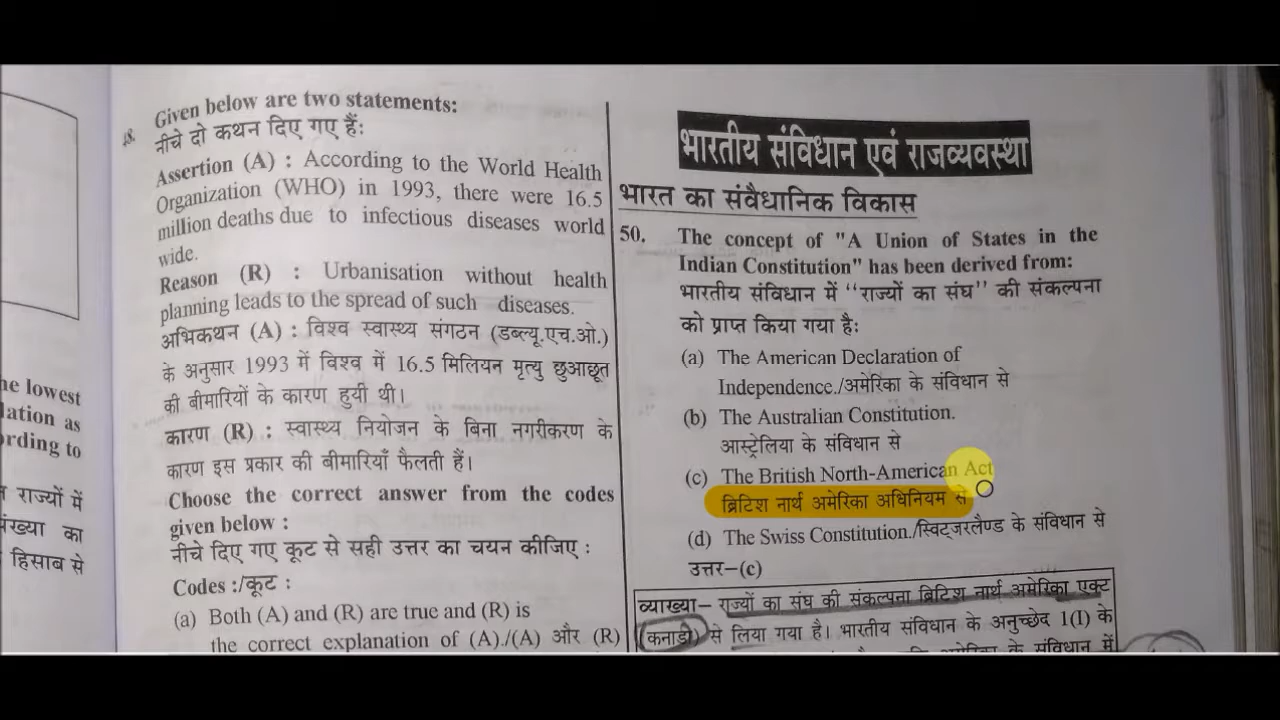 he lowest
lation as
ording to
राज्यों में
संख्या का
हिसाब से
48. Given below are two statements:
नीचे दो कथन दिए गए हैं:
Assertion (A) : According to the World Health
Organization (WHO) in 1993, there were 16.5
million deaths due to infectious diseases world
wide.
Reason (R) : Urbanisation without health
planning leads to the spread of such diseases.
अभिकथन (A) : विश्व स्वास्थ्य संगठन (डब्ल्यू.एच.ओ.)
के अनुसार 1993 में विश्व में 16.5 मिलियन मृत्यु छुआछूत
की बीमारियों के कारण हुयी थी।
कारण (R) : स्वास्थ्य नियोजन के बिना नगरीकरण के
कारण इस प्रकार की बीमारियाँ फैलती हैं।
Choose the correct answer from the codes
given below :
नीचे दिए गए कूट से सही उत्तर का चयन कीजिए :
Codes :/कूट :
(a) Both (A) and (R) are true and (R) is
the correct explanation of (A)./(A) और (R)
भारतीय संविधान एवं राजव्यवस्था
भारत का संवैधानिक विकास
50. The concept of "A Union of States in the
Indian Constitution" has been derived from:
भारतीय संविधान में ‘‘राज्यों का संघ’’ की संकल्पना
को प्राप्त किया गया है:
(a) The American Declaration of
Independence./अमेरिका के संविधान से
(b) The Australian Constitution.
आस्ट्रेलिया के संविधान से
(c) The British North-American Act
ब्रिटिश नार्थ अमेरिका अधिनियम से
(d) The Swiss Constitution./स्विट्जरलैण्ड के संविधान से
उत्तर–(c)
व्याख्या– राज्यों का संघ की संकल्पना ब्रिटिश नार्थ अमेरिका एक्ट
(कनाडा) से लिया गया है। भारतीय संविधान के अनुच्छेद 1(I) के
अमेरिका के संविधान में